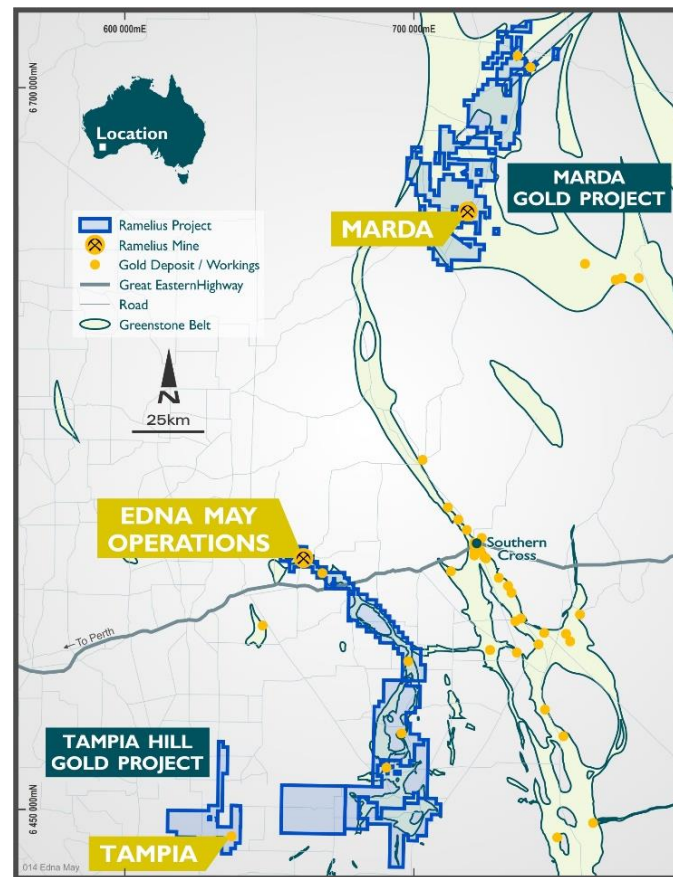 600 000mE
700 000mE
6 700 000mN
Location
MARDA
GOLD PROJECT
MARDA
Ramelius Project
Ramelius Mine
Gold Deposit / Workings
Great EasternHighway
Road
Greenstone Belt
N
25km
EDNA MAY
OPERATIONS
Southern
Cross
To Perth
TAMPIA HILL
GOLD PROJECT
6 450 000mN
TAMPIA
014 Edna May